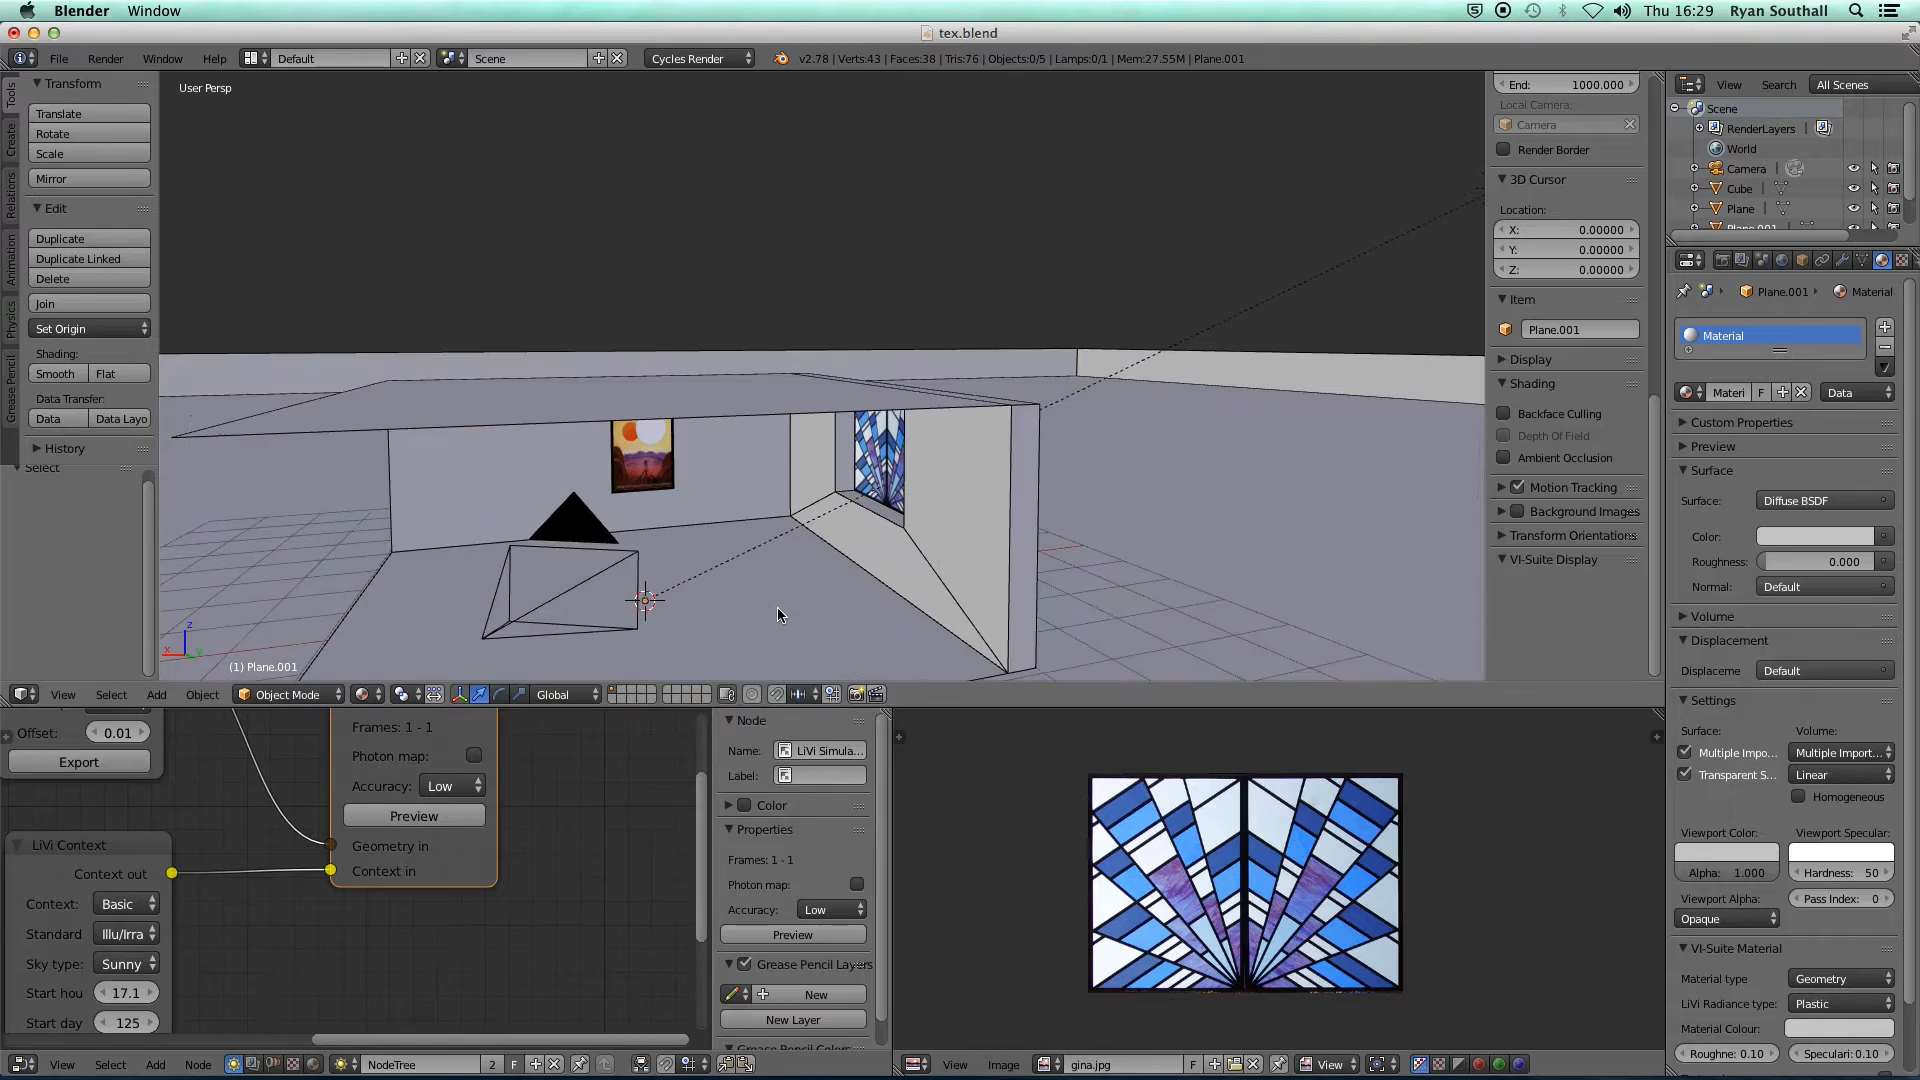 Blender Window Thu 16:29 Ryan Southall
tex.blend
File Render Window Help Default Scene Cycles Render v2.78 | Verts:43 | Faces:38 | Tris:76 | Objects:0/5 | Lamps:0/1 | Mem:27.55M | Plane.001
Tools
Create
Relations
Animation
Physics
Grease Pencil
Transform
Translate
Rotate
Scale
Mirror
Edit
Duplicate
Duplicate Linked
Delete
Join
Set Origin
Shading:
Smooth Flat
Data Transfer:
Data Data Layo
History
Select
User Persp
(1) Plane.001
x z y
End: 1000.000
Local Camera:
Camera
Render Border
3D Cursor
Location:
X: 0.00000
Y: 0.00000
Z: 0.00000
Item
Plane.001
Display
Shading
Backface Culling
Depth Of Field
Ambient Occlusion
Motion Tracking
Background Images
Transform Orientations
VI-Suite Display
View Search All Scenes
Scene
RenderLayers
World
Camera
Cube
Plane
Plane.001
Plane.001 Material
Material
Materi F Data
Custom Properties
Preview
Surface
Surface: Diffuse BSDF
Color:
Roughness: 0.000
Normal: Default
Volume
Displacement
Displaceme Default
Settings
Surface: Volume:
Multiple Impo... Multiple Import...
Transparent S... Linear
Homogeneous
Viewport Color: Viewport Specular:
Alpha: 1.000 Hardness: 50
Viewport Alpha: Pass Index: 0
Opaque
VI-Suite Material
Material type Geometry
LiVi Radiance type: Plastic
Material Colour:
Roughne: 0.10 Speculari: 0.10
View Select Add Object Object Mode Global
Offset: 0.01
Export
LiVi Context
Context out
Context: Basic
Standard Illu/Irra
Sky type: Sunny
Start hou 17.1
Start day 125
Frames: 1 - 1
Photon map:
Accuracy: Low
Preview
Geometry in
Context in
Node
Name: LiVi Simula...
Label:
Color
Properties
Frames: 1 - 1
Photon map:
Accuracy: Low
Preview
Grease Pencil Layers
New
New Layer
Grease Pencil Colors
View Select Add Node NodeTree 2 F
View Image gina.jpg F View